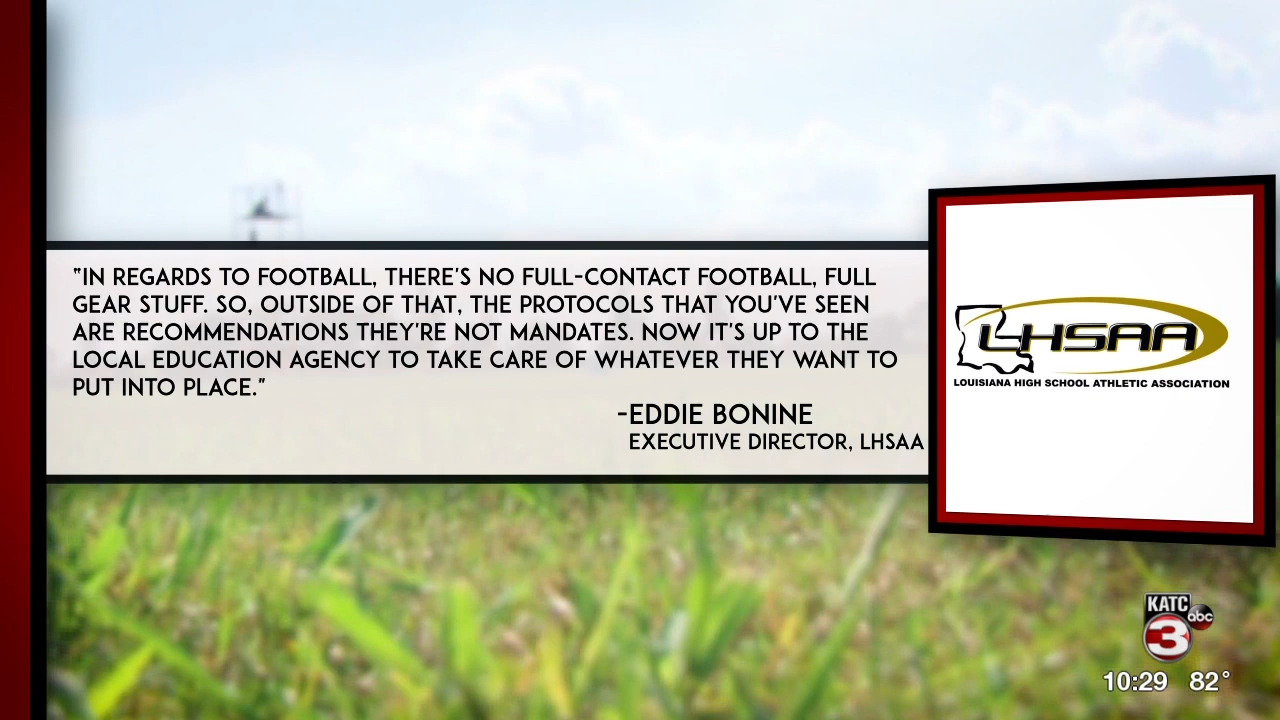 "IN REGARDS TO FOOTBALL, THERE'S NO FULL-CONTACT FOOTBALL, FULL
GEAR STUFF. SO, OUTSIDE OF THAT, THE PROTOCOLS THAT YOU'VE SEEN
ARE RECOMMENDATIONS THEY'RE NOT MANDATES. NOW IT'S UP TO THE
LOCAL EDUCATION AGENCY TO TAKE CARE OF WHATEVER THEY WANT TO
PUT INTO PLACE."
-EDDIE BONINE
EXECUTIVE DIRECTOR, LHSAA
LHSAA
LOUISIANA HIGH SCHOOL ATHLETIC ASSOCIATION
KATC
abc
3
10:29 82°